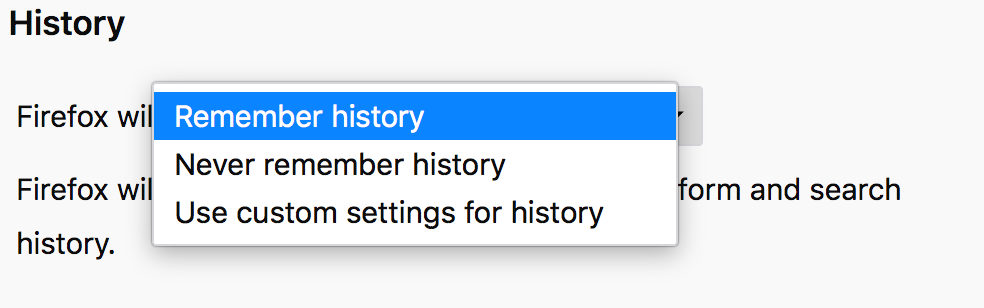 History
Firefox wil
Remember history
Never remember history
Use custom settings for history
Firefox wil form and search
history.